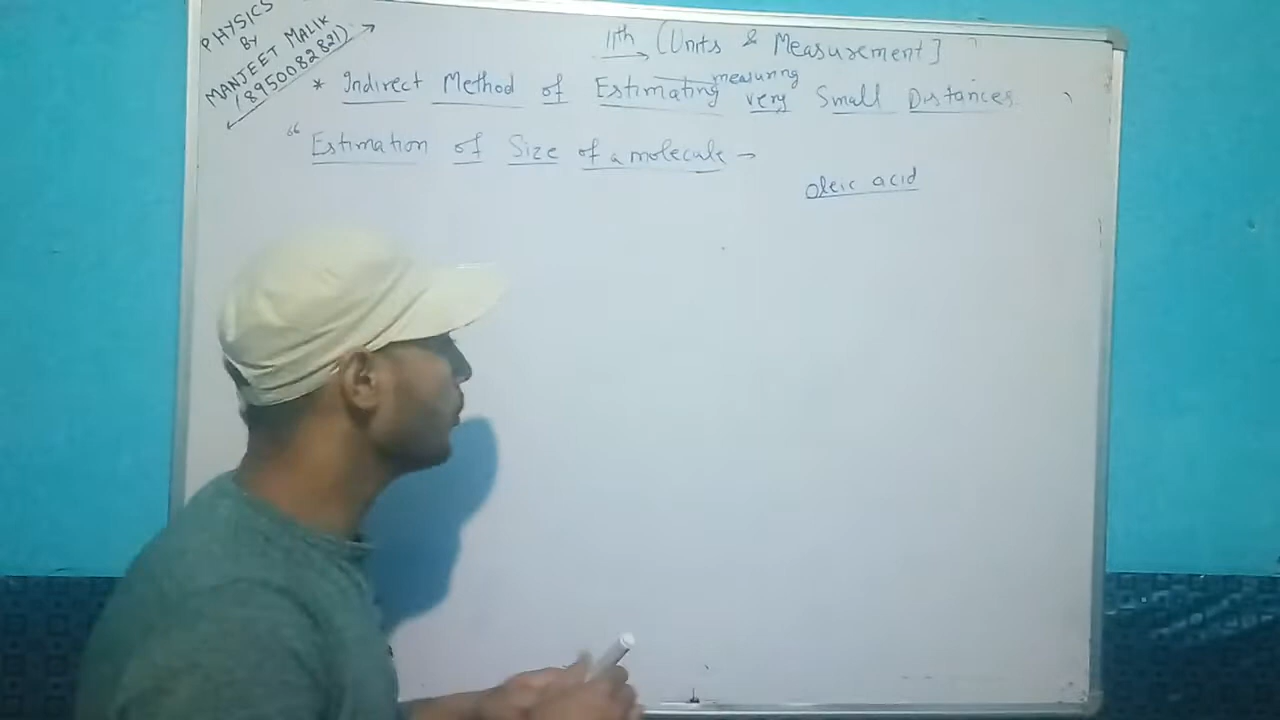 PHYSICS
BY
MANJEET MALIK
(8950082821)
11th (Units & Measurement]
* Indirect Method of Estimating measuring very Small Distances
"Estimation of Size of a molecule →
Oleic acid